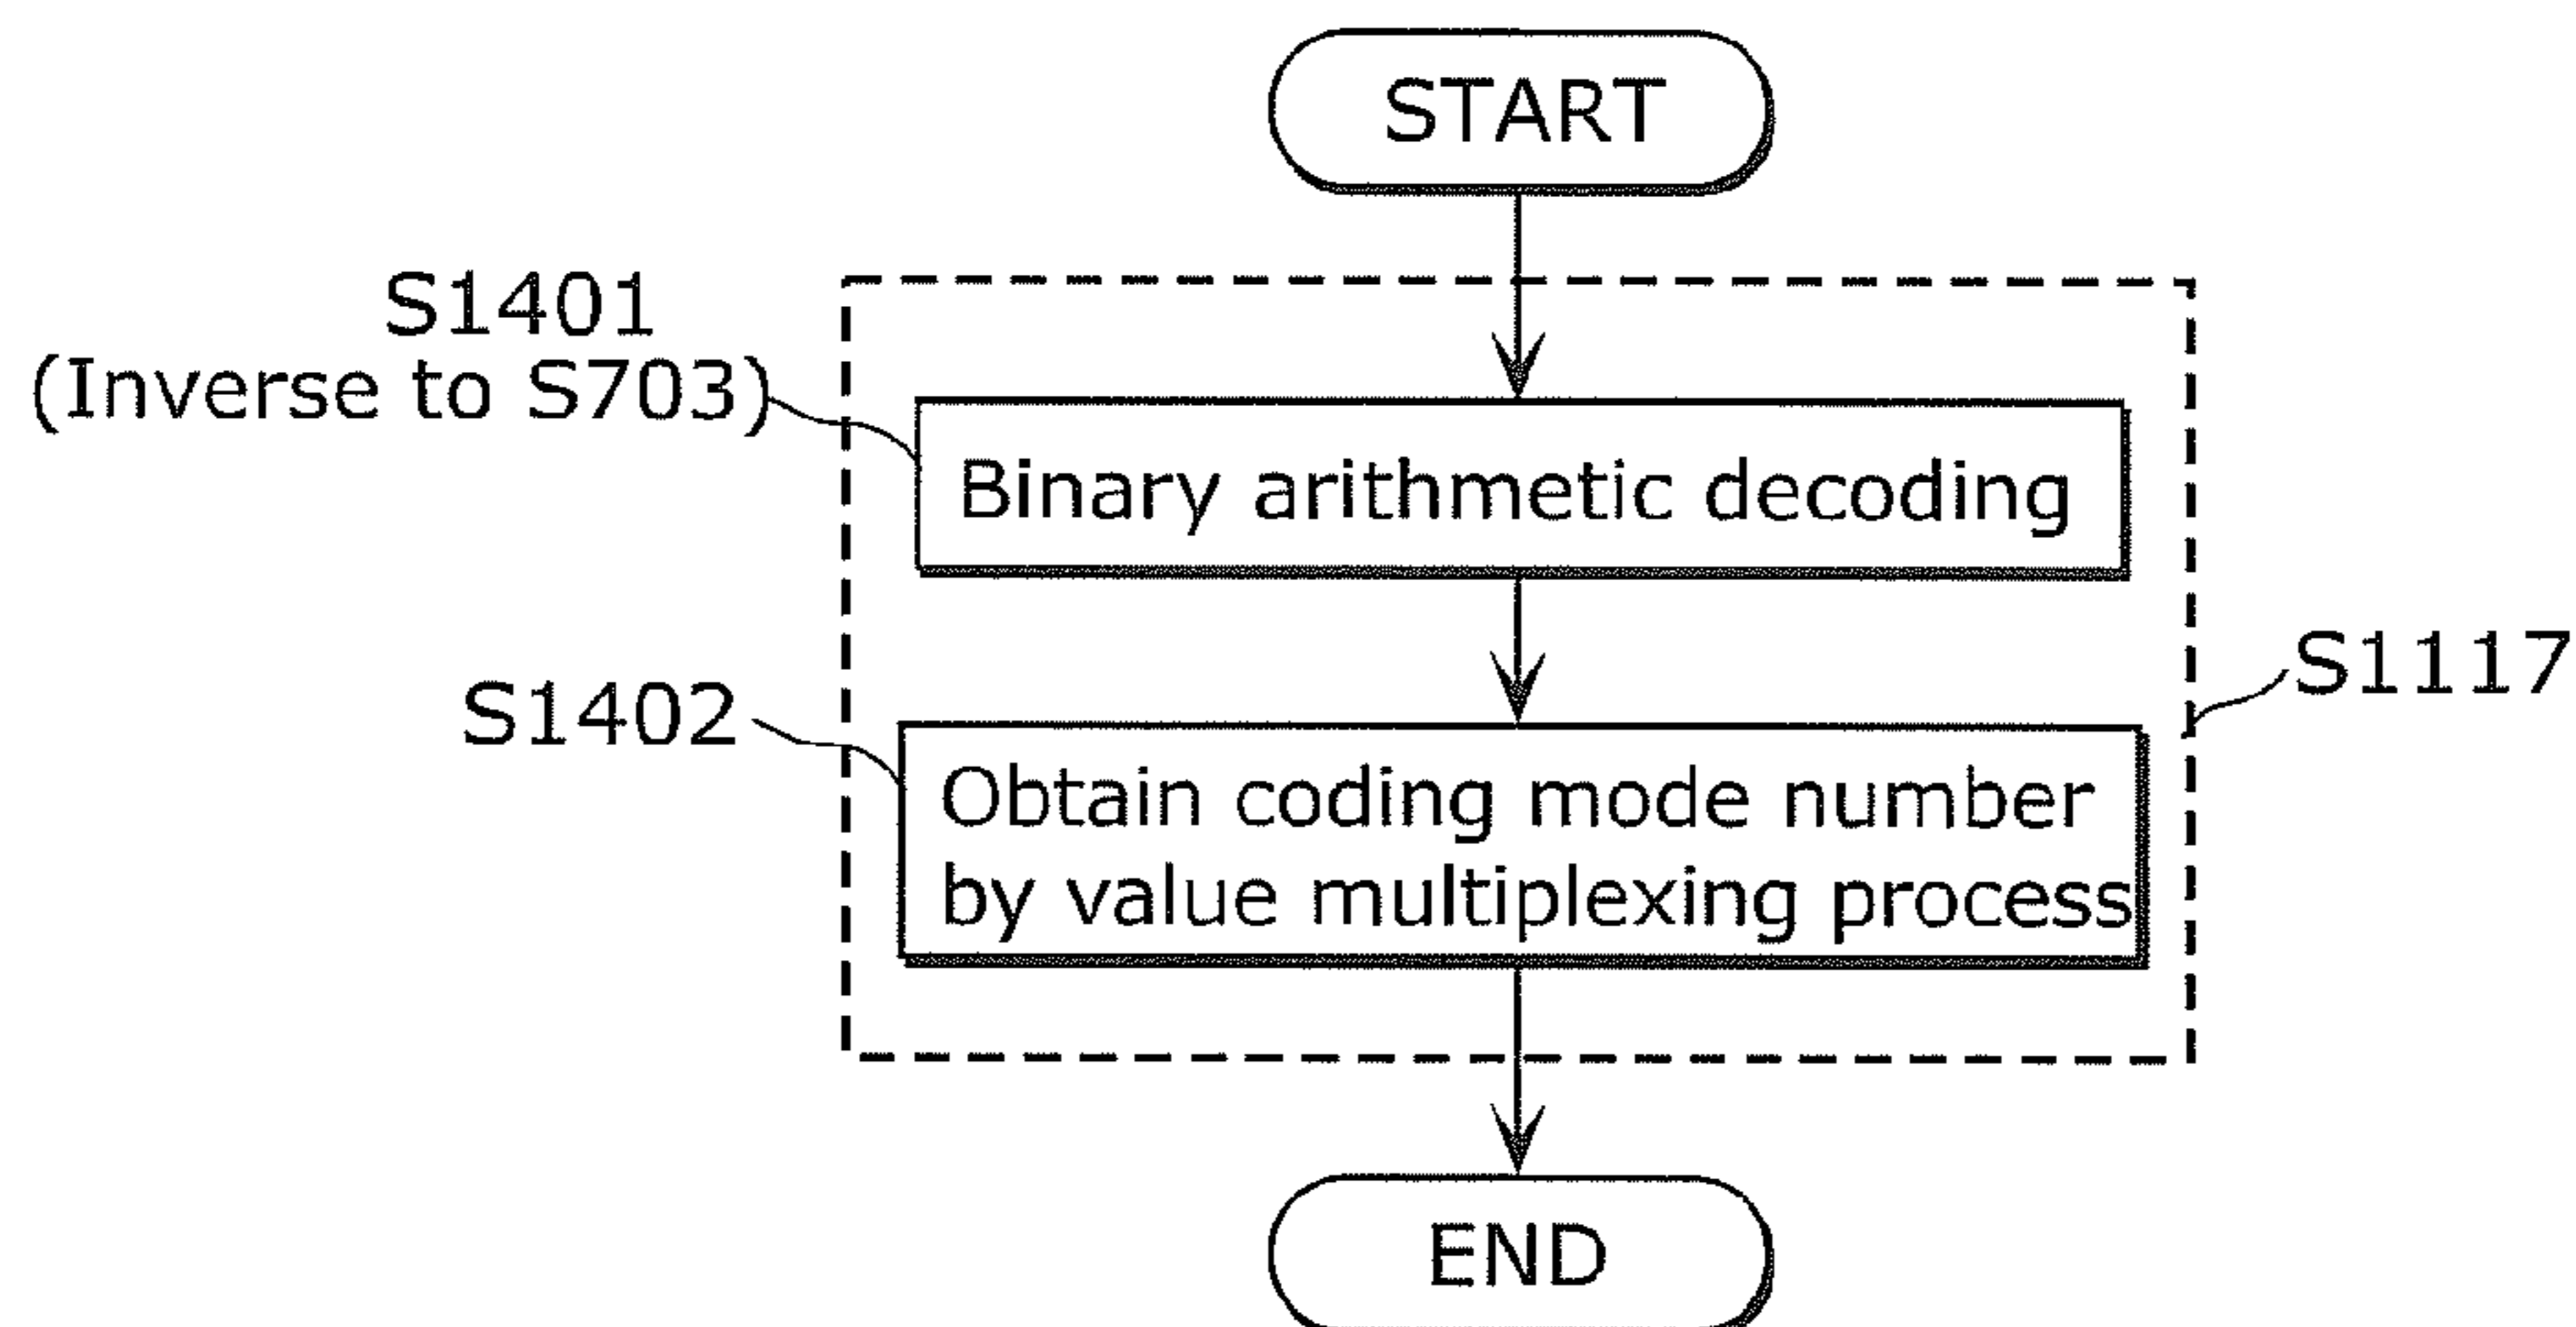 START
S1401
(Inverse to S703)
Binary arithmetic decoding
S1117
S1402
Obtain coding mode number
by value multiplexing process
END